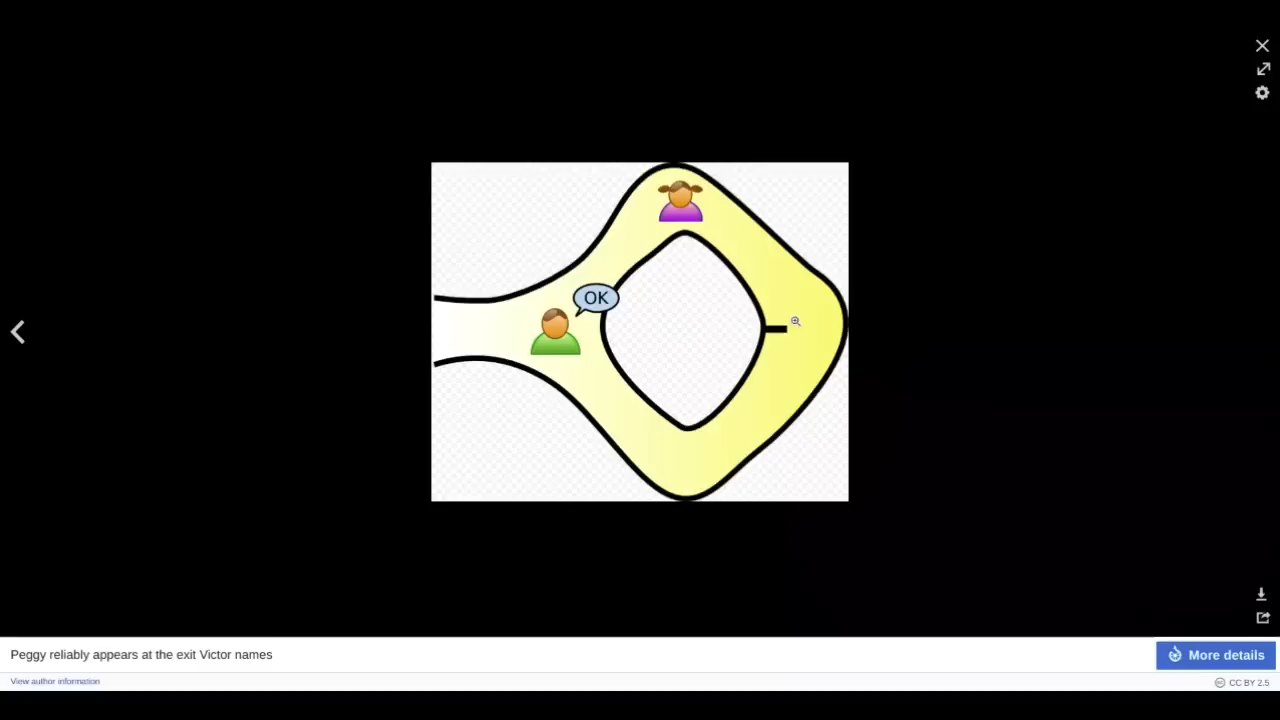 OK
Peggy reliably appears at the exit Victor names
More details
View author information
CC BY 2.5